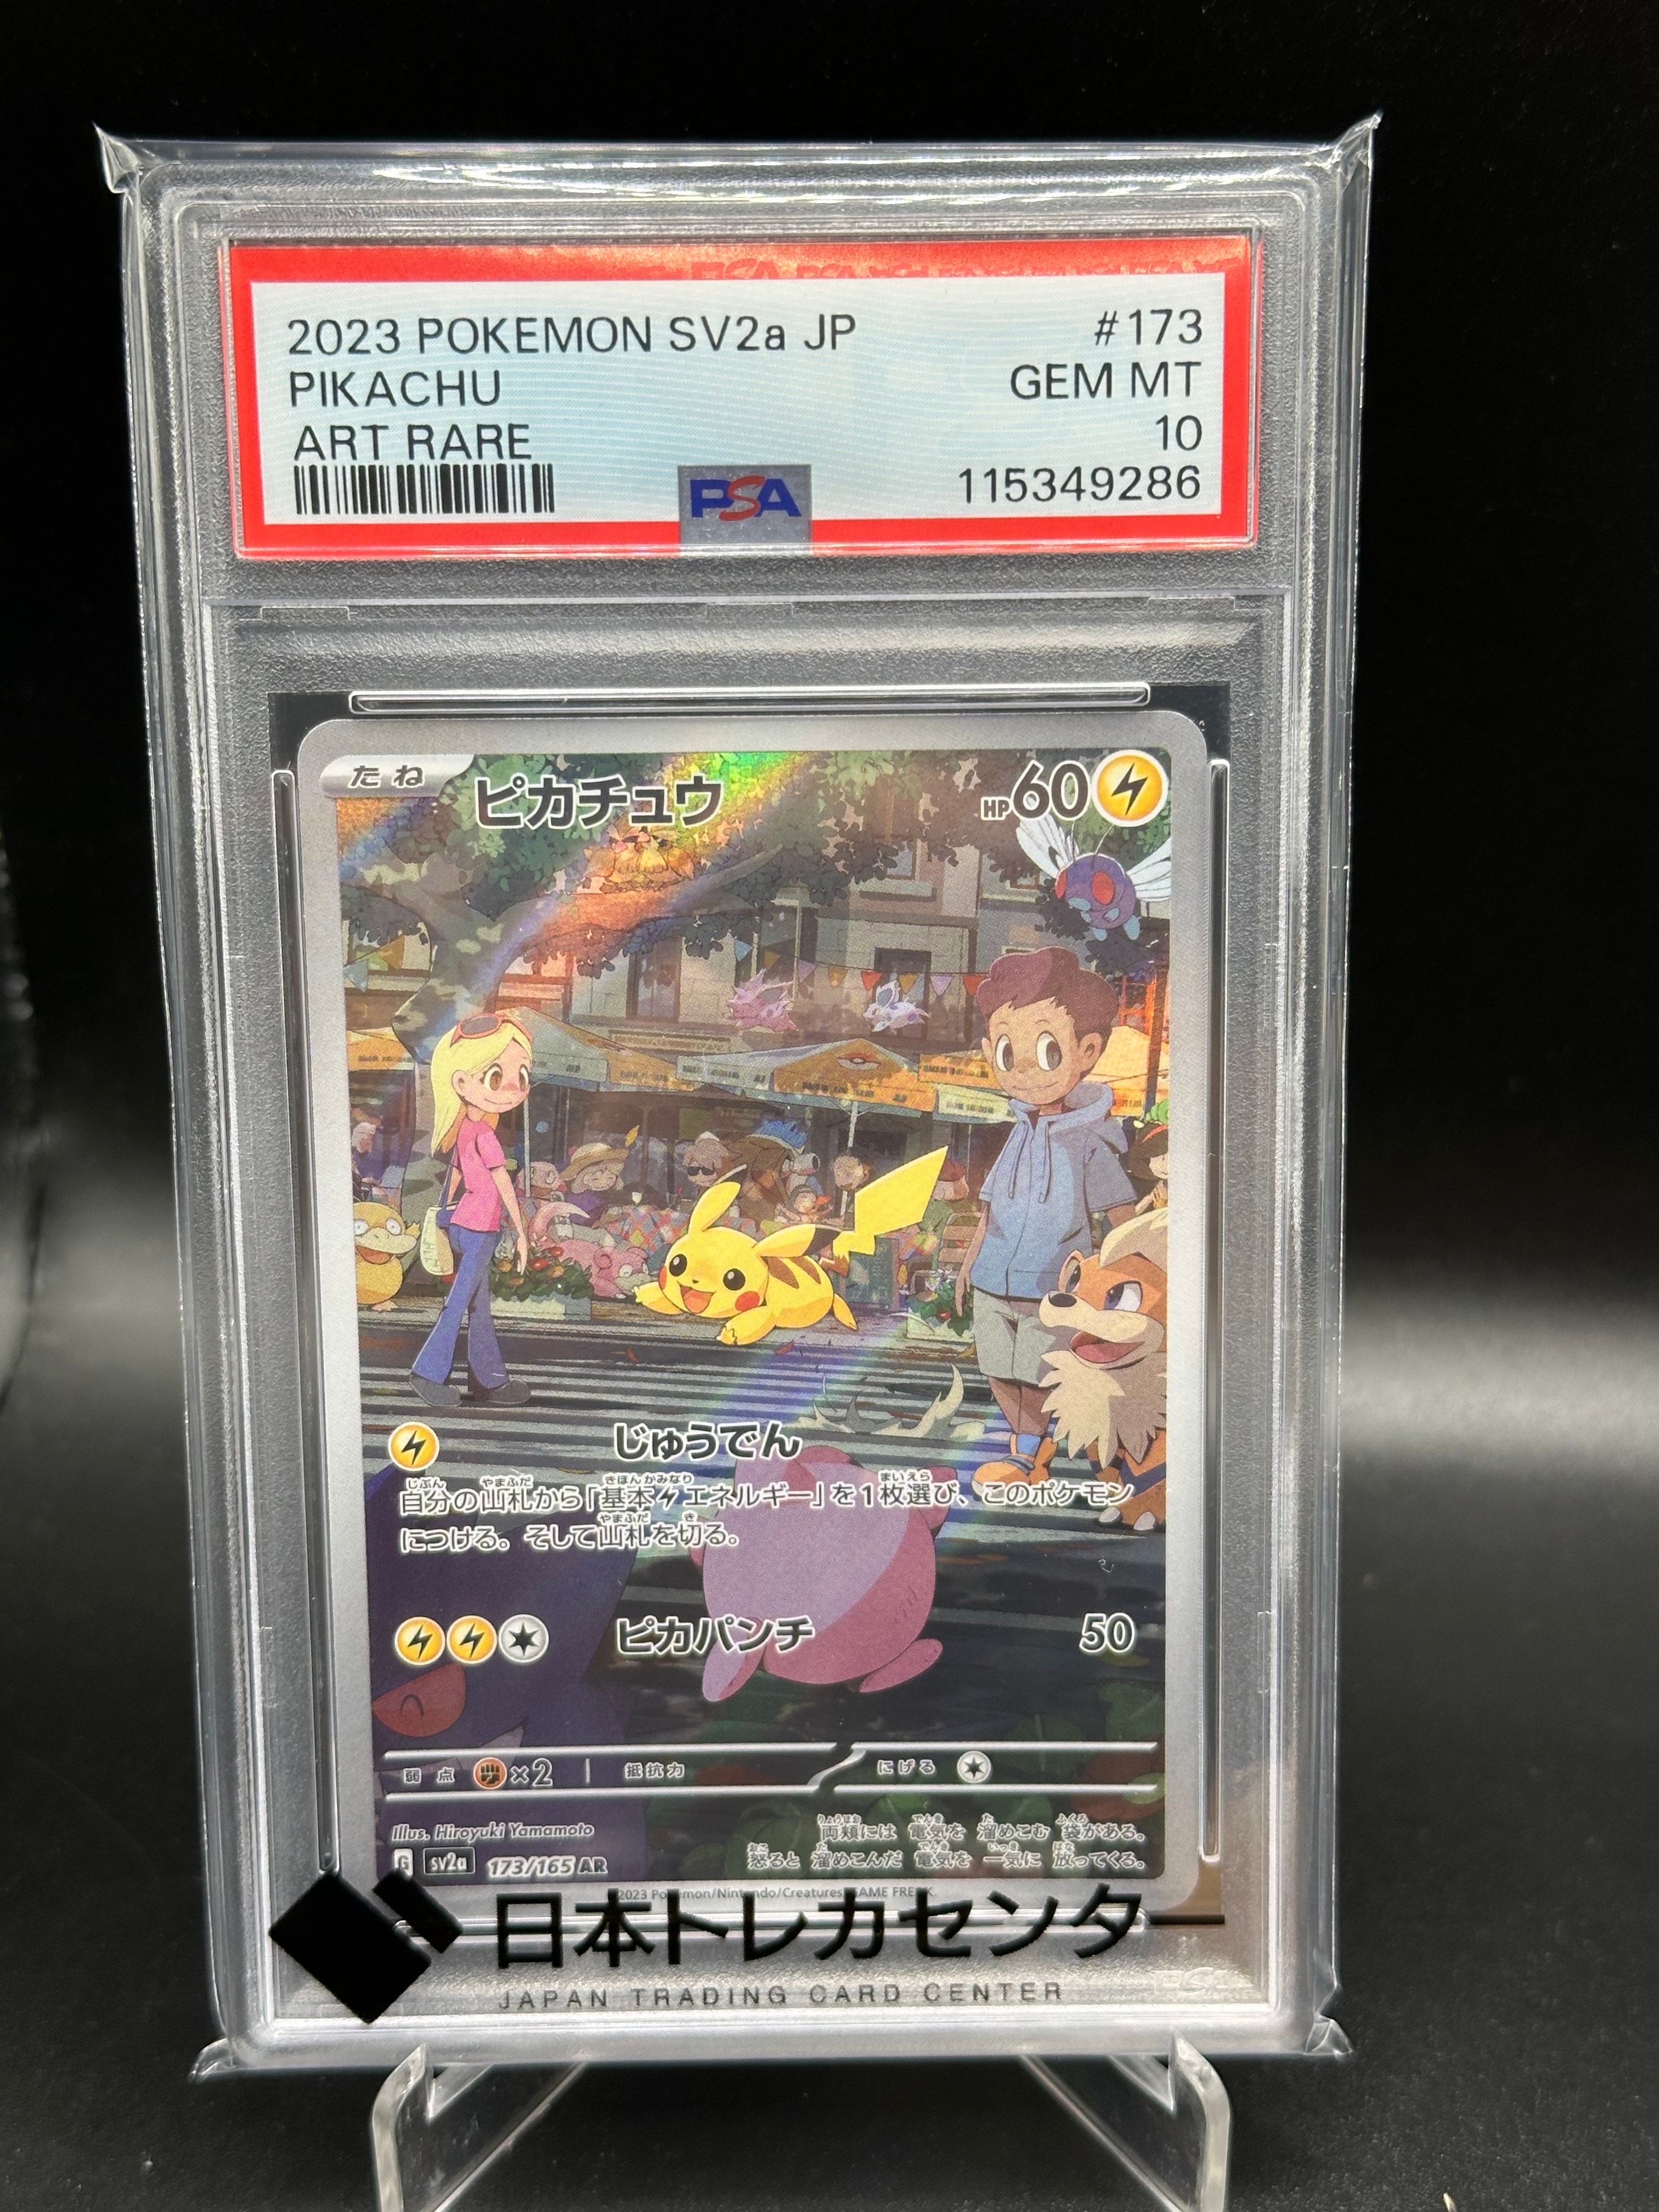 2023 POKEMON SV2a JP #173
PIKACHU GEM MT
ART RARE 10
PSA 115349286
たね ピカチュウ HP60
じゅうでん
自分の山札から「基本エネルギー」を1枚選び、このポケモン
につける。そして山札を切る。
ピカパンチ 50
弱点 ×2 抵抗力 にげる
Illus. Hiroyuki Yamamoto
両頬には 電気を 溜めこむ 袋がある。
怒ると 溜めこんだ 電気を 一気に 放ってくる。
G sv2a 173/165 AR
日本トレカセンタ
JAPAN TRADING CARD CENTER